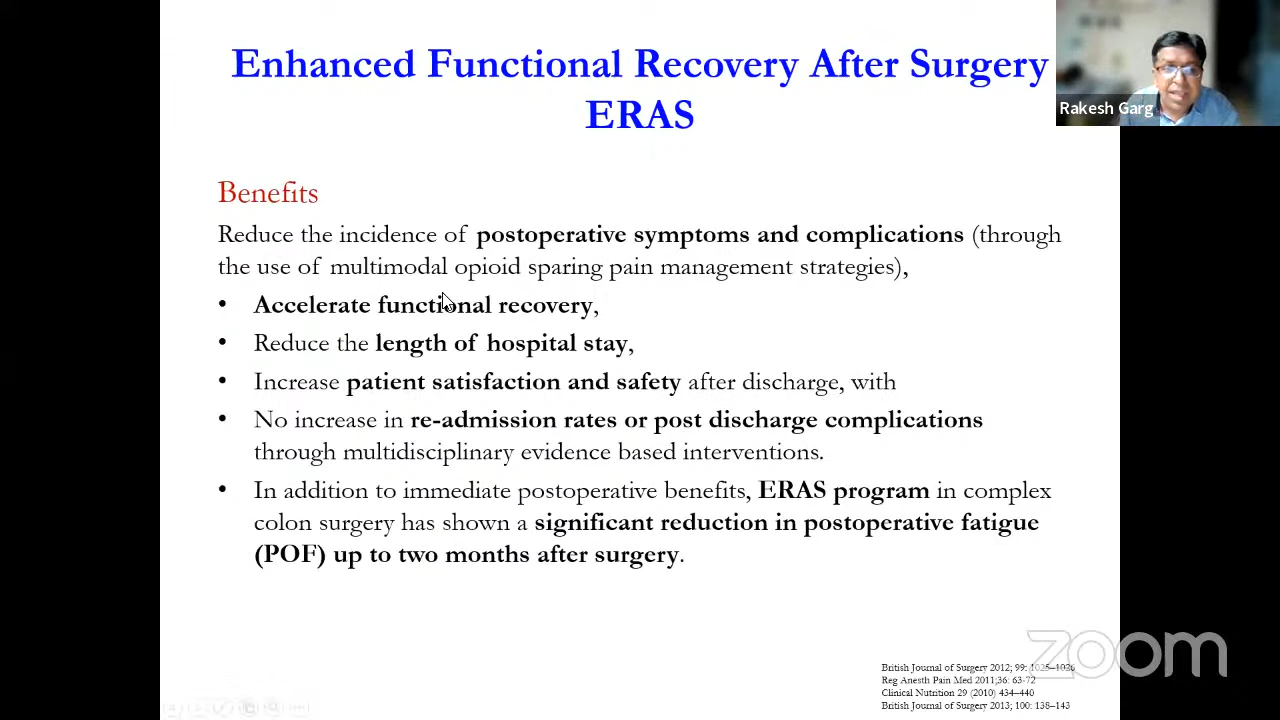 Enhanced Functional Recovery After Surgery
ERAS
Rakesh Garg
Benefits
Reduce the incidence of postoperative symptoms and complications (through
the use of multimodal opioid sparing pain management strategies),
• Accelerate functional recovery,
• Reduce the length of hospital stay,
• Increase patient satisfaction and safety after discharge, with
• No increase in re-admission rates or post discharge complications
through multidisciplinary evidence based interventions.
• In addition to immediate postoperative benefits, ERAS program in complex
colon surgery has shown a significant reduction in postoperative fatigue
(POF) up to two months after surgery.
zoom
British Journal of Surgery 2012; 99: 1025–1026
Reg Anesth Pain Med 2011;36: 63-72
Clinical Nutrition 29 (2010) 434–440
British Journal of Surgery 2013; 100: 138–143